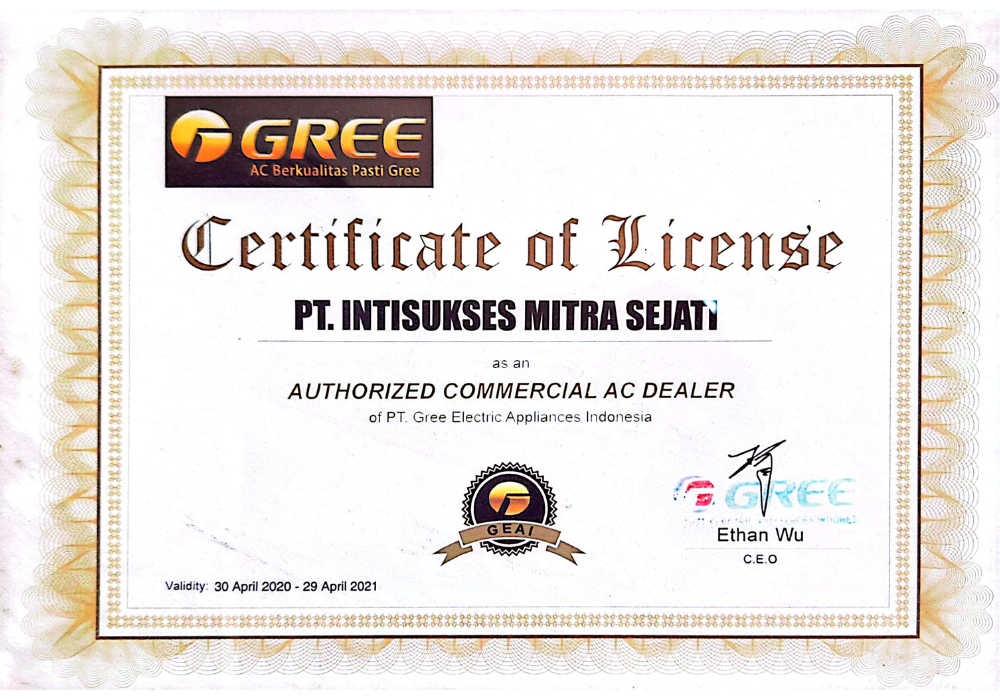 GREE
AC Berkualitas Pasti Gree
Certificate of License
PT. INTISUKSES MITRA SEJATI
as an
AUTHORIZED COMMERCIAL AC DEALER
of PT. Gree Electric Appliances Indonesia
GEAI
GREE
Ethan Wu
C.E.O
Validity: 30 April 2020 - 29 April 2021